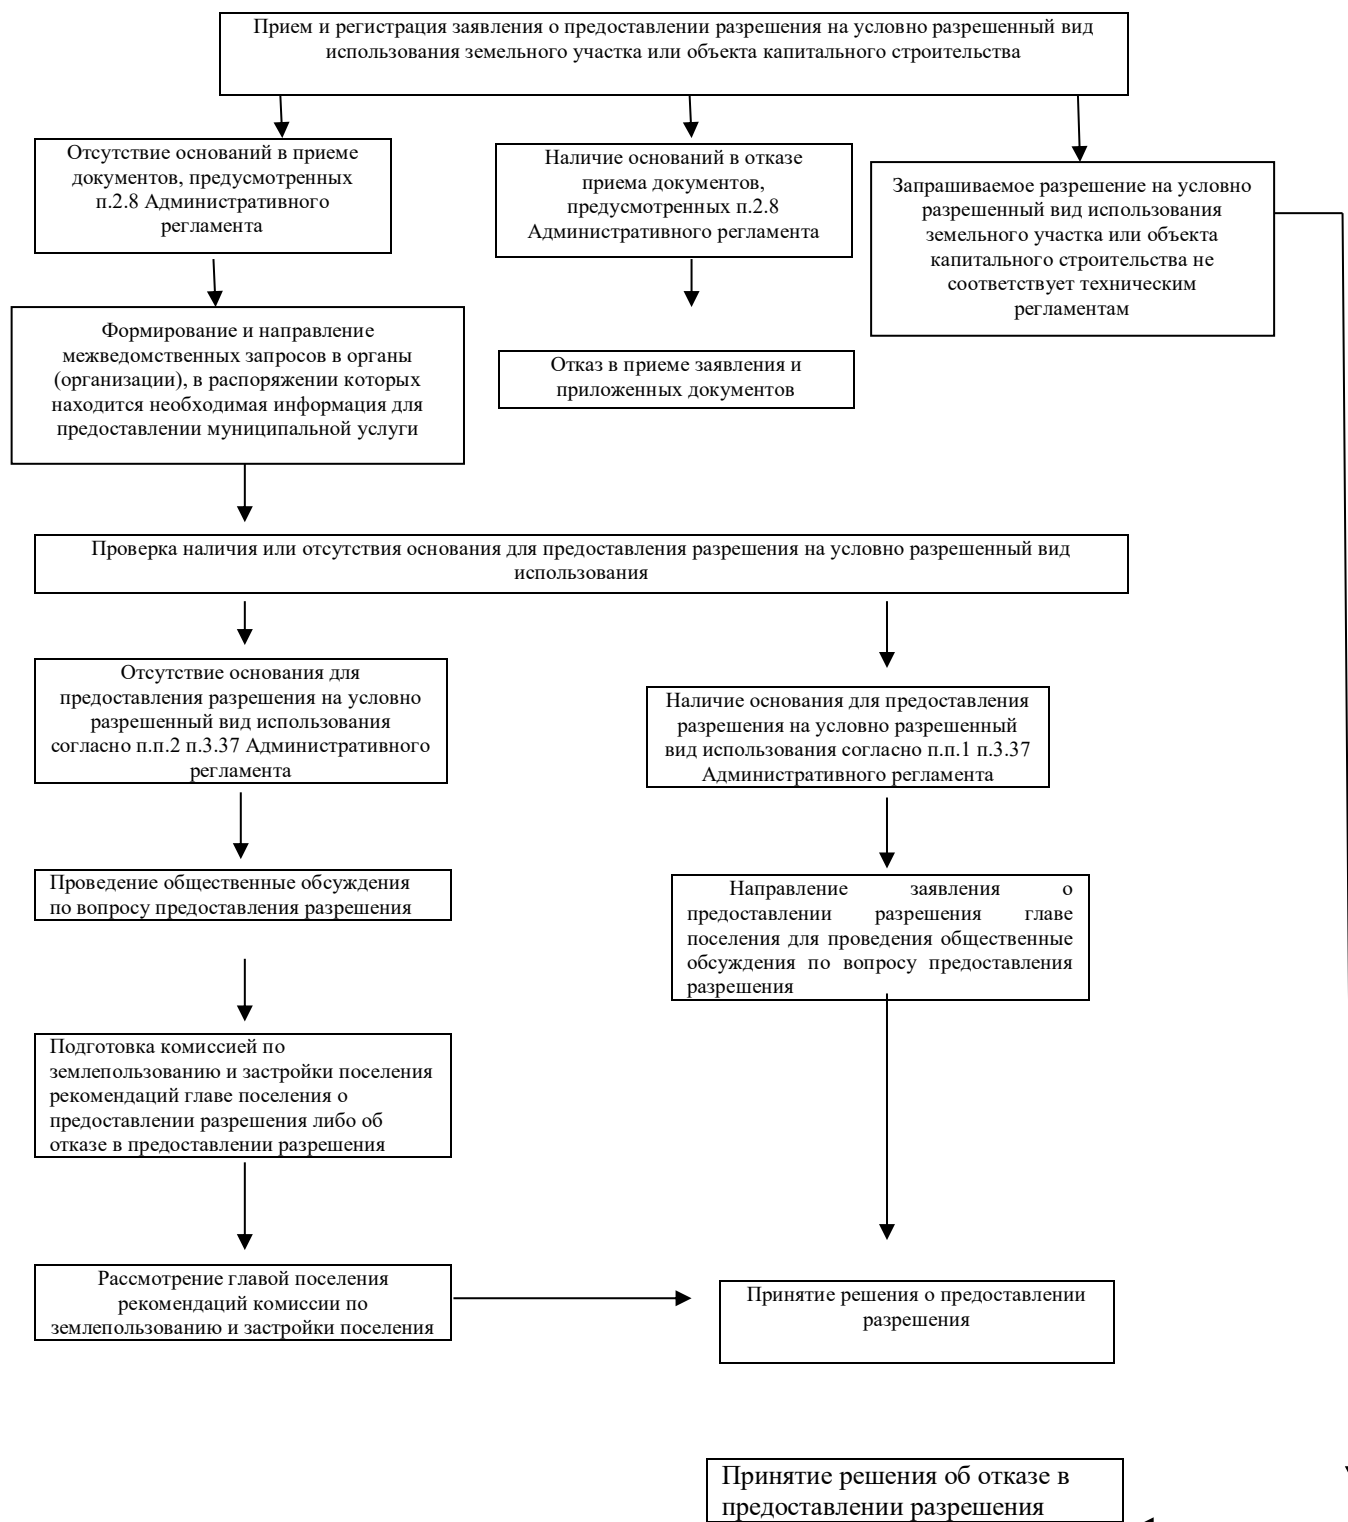 Прием и регистрация заявления о предоставлении разрешения на условно разрешенный вид
использования земельного участка или объекта капитального строительства
Отсутствие оснований в приеме
документов, предусмотренных
п.2.8 Административного
регламента
Наличие оснований в отказе
приема документов,
предусмотренных п.2.8
Административного регламента
Запрашиваемое разрешение на условно
разрешенный вид использования
земельного участка или объекта
капитального строительства не
соответствует техническим
регламентам
Формирование и направление
межведомственных запросов в органы
(организации), в распоряжении которых
находится необходимая информация для
предоставлении муниципальной услуги
Отказ в приеме заявления и
приложенных документов
Проверка наличия или отсутствия основания для предоставления разрешения на условно разрешенный вид
использования
Отсутствие основания для
предоставления разрешения на условно
разрешенный вид использования
согласно п.п.2 п.3.37 Административного
регламента
Наличие основания для предоставления
разрешения на условно разрешенный
вид использования согласно п.п.1 п.3.37
Административного регламента
Проведение общественные обсуждения
по вопросу предоставления разрешения
Направление заявления о
предоставлении разрешения главе
поселения для проведения общественные
обсуждения по вопросу предоставления
разрешения
Подготовка комиссией по
землепользованию и застройки поселения
рекомендаций главе поселения о
предоставлении разрешения либо об
отказе в предоставлении разрешения
Рассмотрение главой поселения
рекомендаций комиссии по
землепользованию и застройки поселения
Принятие решения о предоставлении
разрешения
Принятие решения об отказе в
предоставлении разрешения